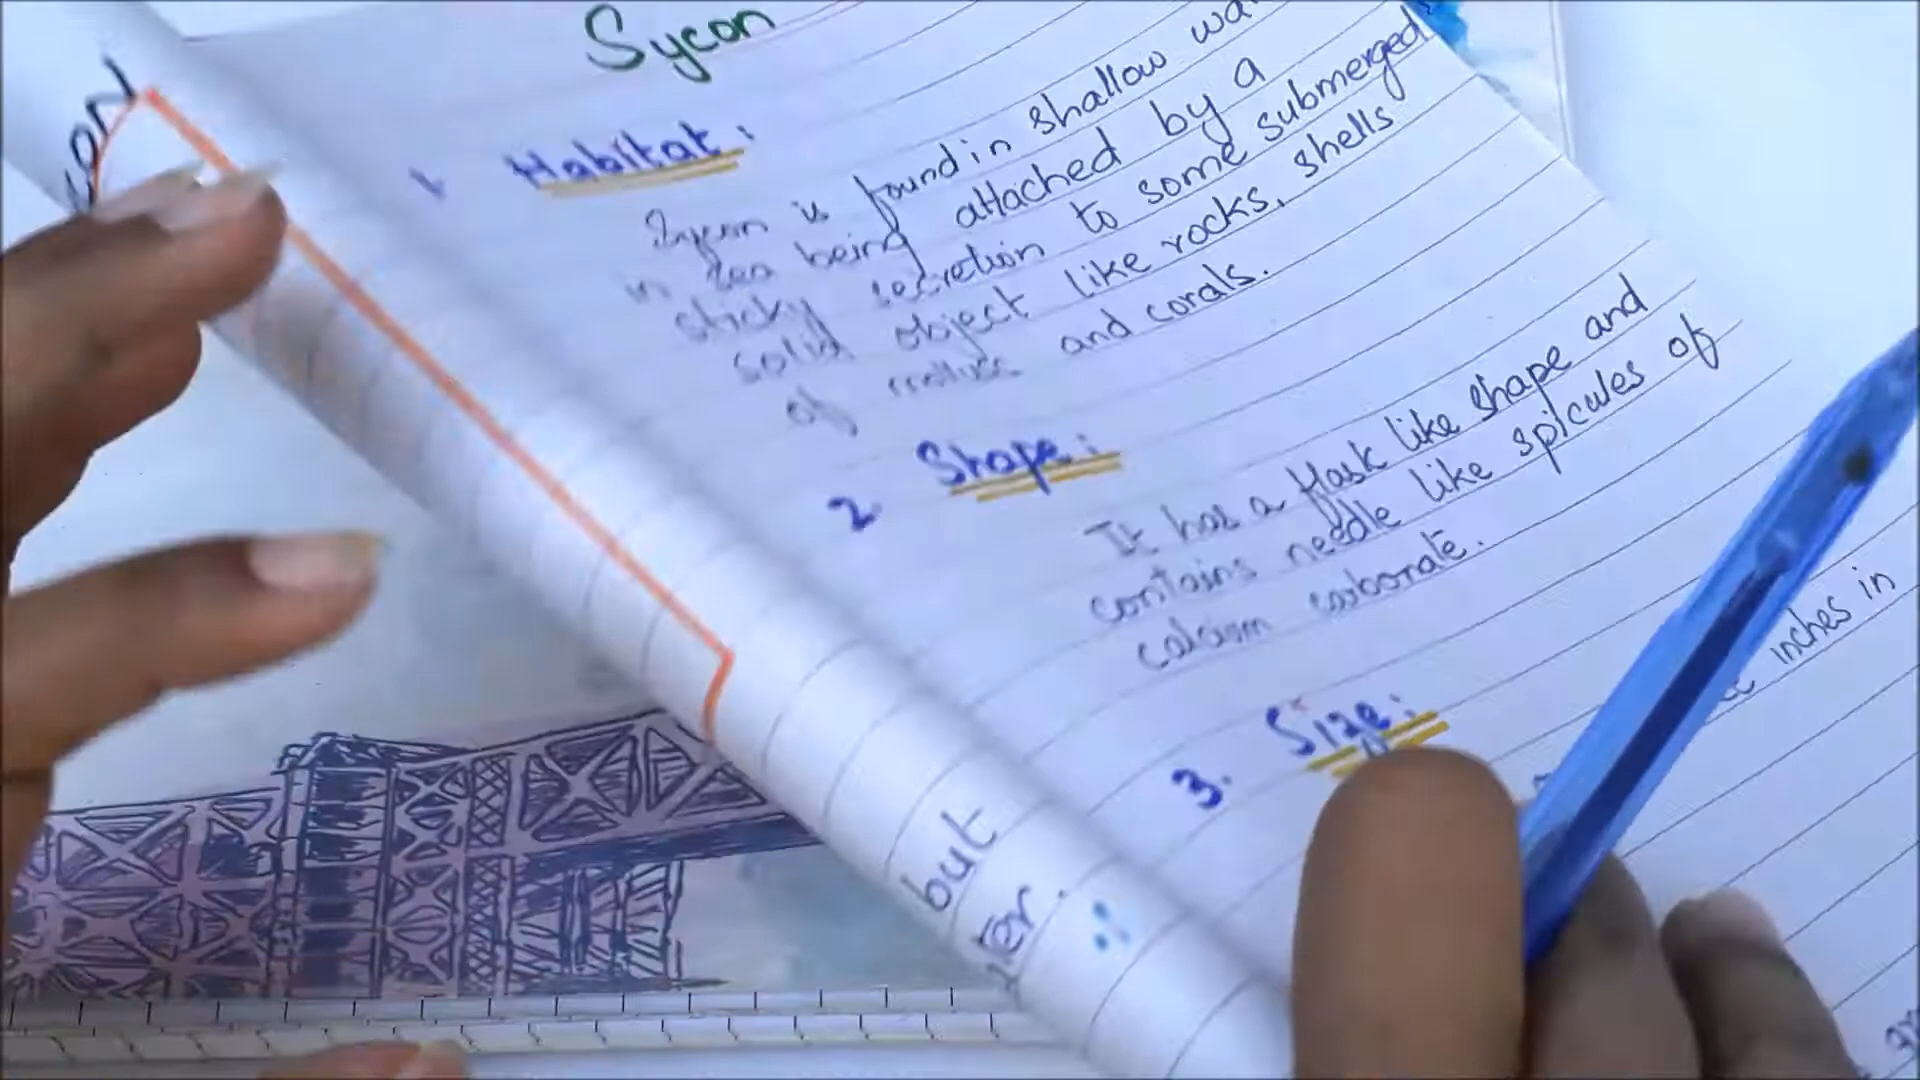 Sycon
1. Habitat:
Sycon is found in shallow
in sea being attached by a
sticky secretion to some submerged
solid object like rocks, shells
of mollusc and corals.
2. Shape:
It has a flask like shape and
contains needle like spicules of
calcium carbonate.
3. Size:
inches in
but